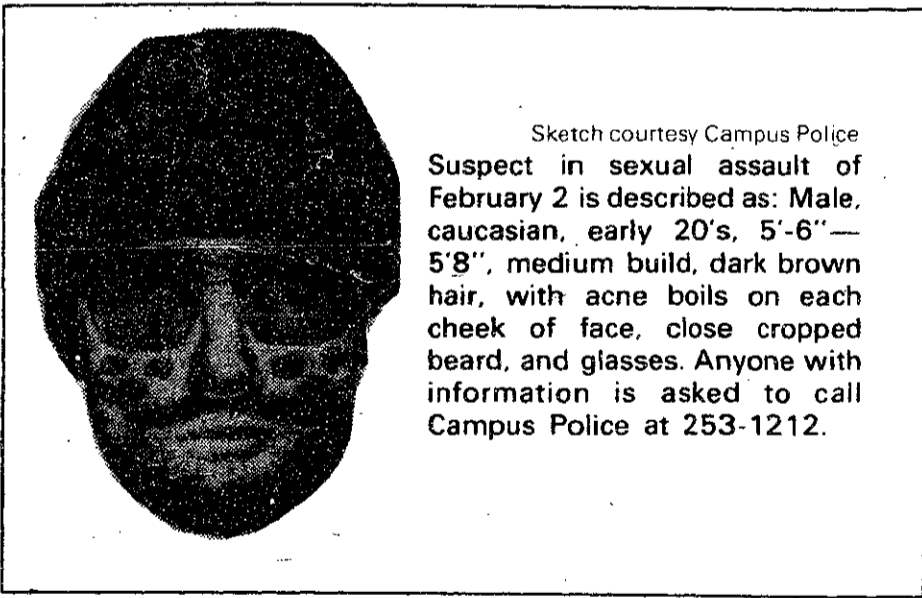 Sketch courtesy Campus Police
Suspect in sexual assault of
February 2 is described as: Male,
caucasian, early 20's, 5'-6"—
5'8", medium build, dark brown
hair, with acne boils on each
cheek of face, close cropped
beard, and glasses. Anyone with
information is asked to call
Campus Police at 253-1212.